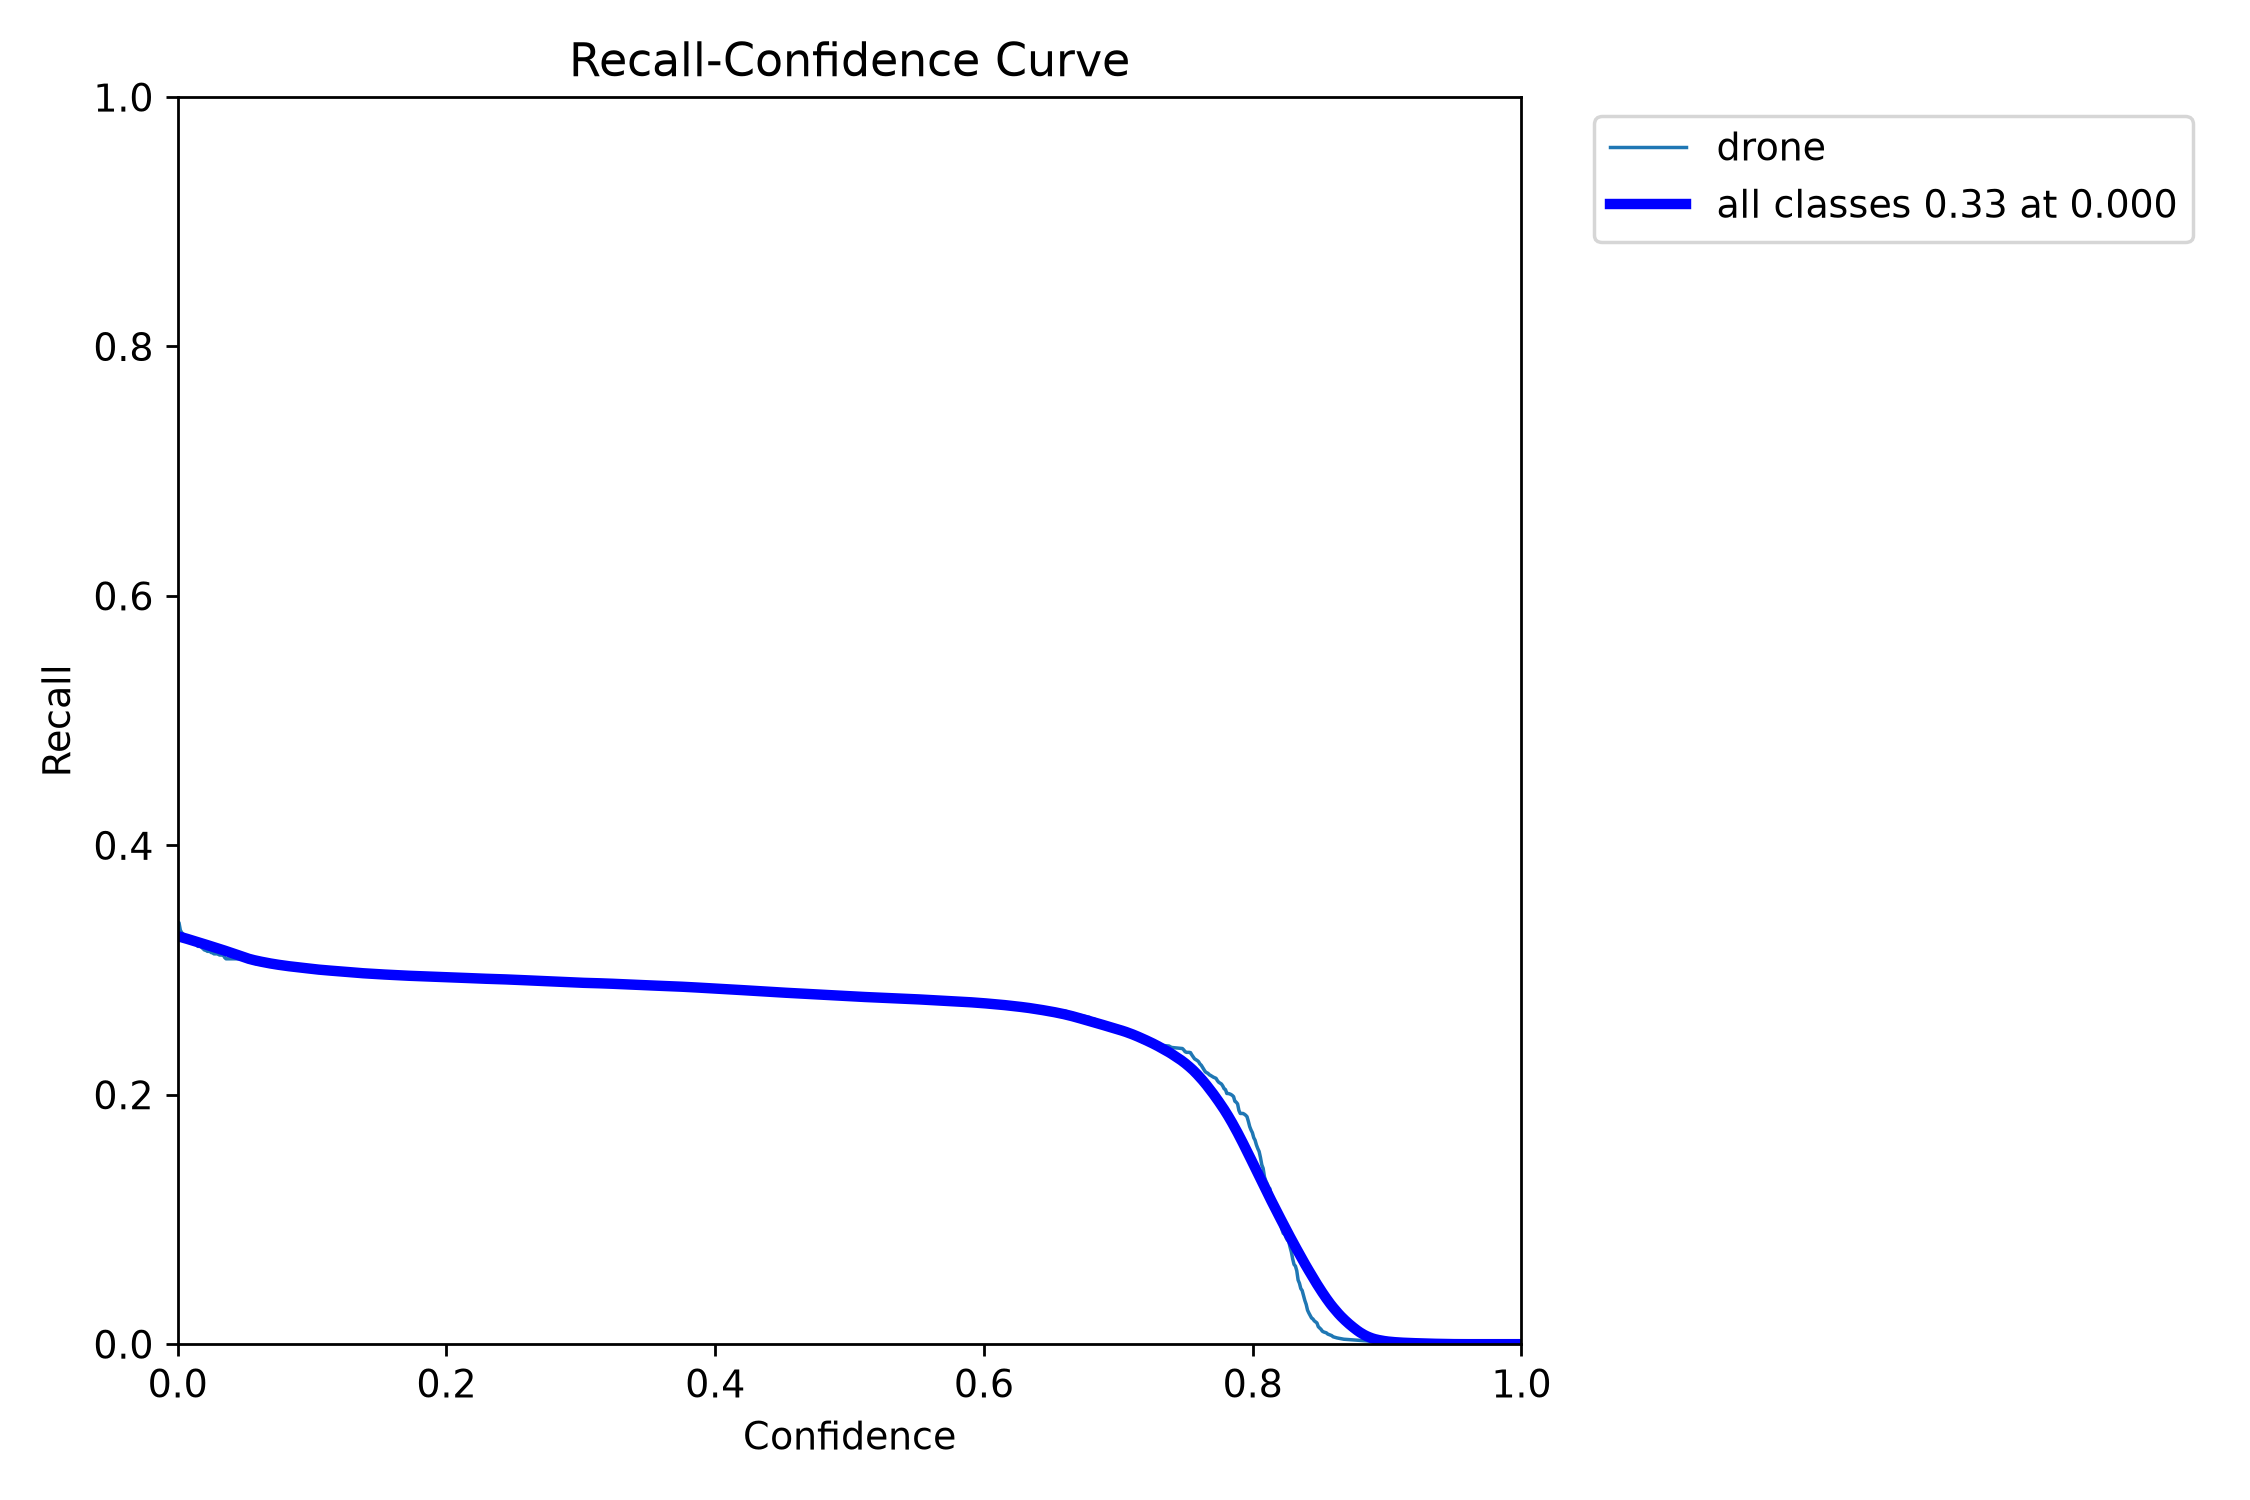 Recall-Confidence Curve
1.0
0.8
0.6
0.4
0.2
0.0
Recall
0.0 0.2 0.4 0.6 0.8 1.0
Confidence
drone
all classes 0.33 at 0.000